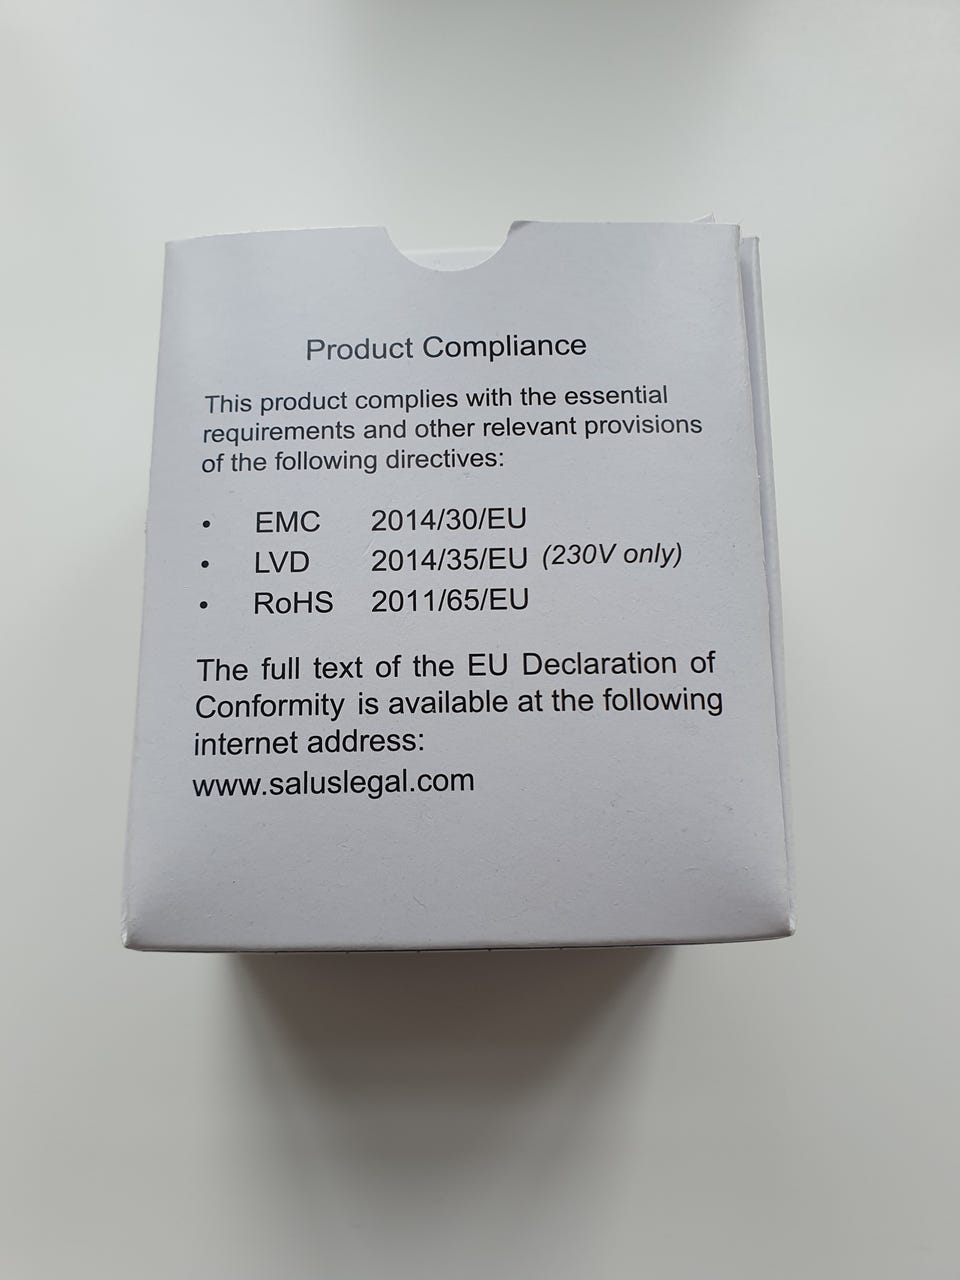 Product Compliance
This product complies with the essential
requirements and other relevant provisions
of the following directives:
• EMC 2014/30/EU
• LVD 2014/35/EU (230V only)
• RoHS 2011/65/EU
The full text of the EU Declaration of
Conformity is available at the following
internet address:
www.saluslegal.com